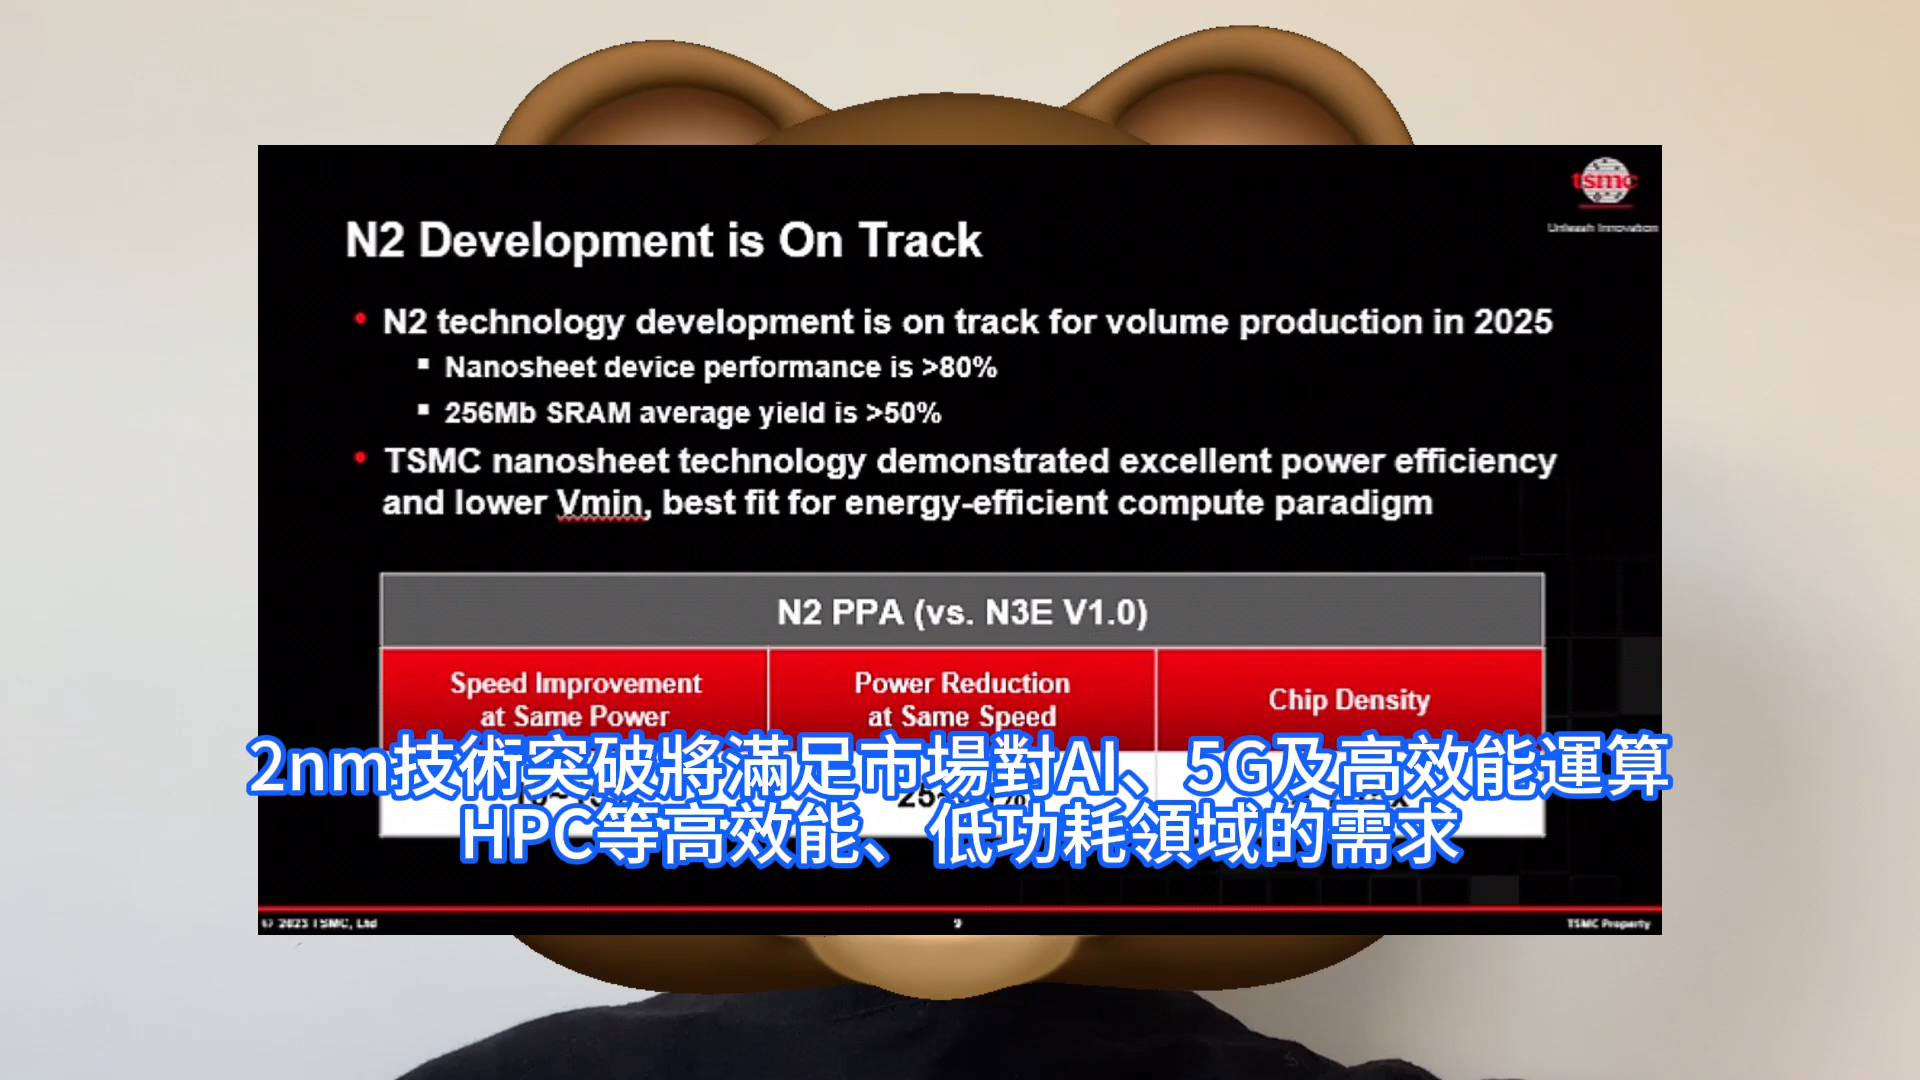 tsmc
Unleash Innovation
N2 Development is On Track
• N2 technology development is on track for volume production in 2025
▪ Nanosheet device performance is >80%
▪ 256Mb SRAM average yield is >50%
• TSMC nanosheet technology demonstrated excellent power efficiency
and lower Vmin, best fit for energy-efficient compute paradigm
N2 PPA (vs. N3E V1.0)
Speed Improvement
at Same Power
Power Reduction
at Same Speed
Chip Density
2nm技術突破將滿足市場對AI、5G及高效能運算
HPC等高效能、低功耗領域的需求
© 2023 TSMC, Ltd
9
TSMC Property